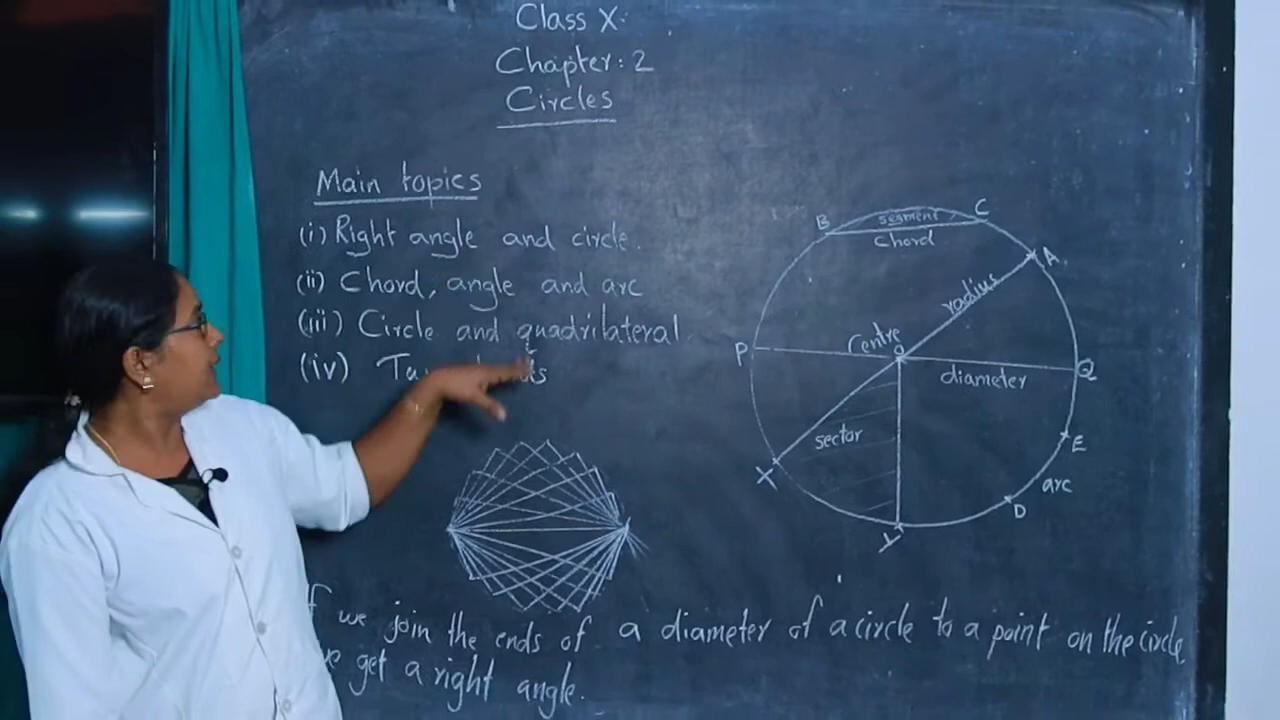 Class X:
Chapter: 2
Circles
Main topics
(i) Right angle and circle.
(ii) Chord, angle and arc
(iii) Circle and quadrilateral.
(iv)
B
segment
C
chord
A
radius
P
Centre
O
Q
diameter
sector
E
X
arc
D
Y
we join the ends of a diameter of a circle to a point on the circle
get a right angle.